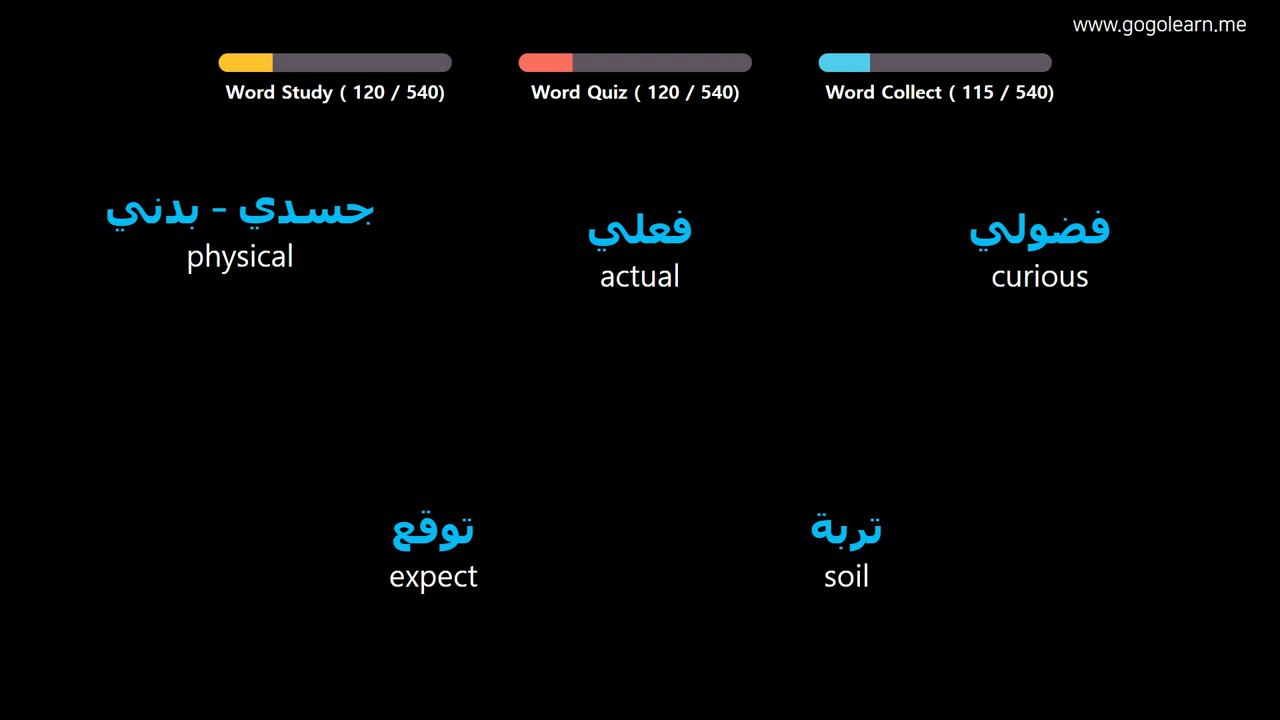 www.gogolearn.me
Word Study ( 120 / 540)
Word Quiz ( 120 / 540)
Word Collect ( 115 / 540)
جسدي - بدني
physical
فعلي
actual
فضولي
curious
توقع
expect
تربة
soil